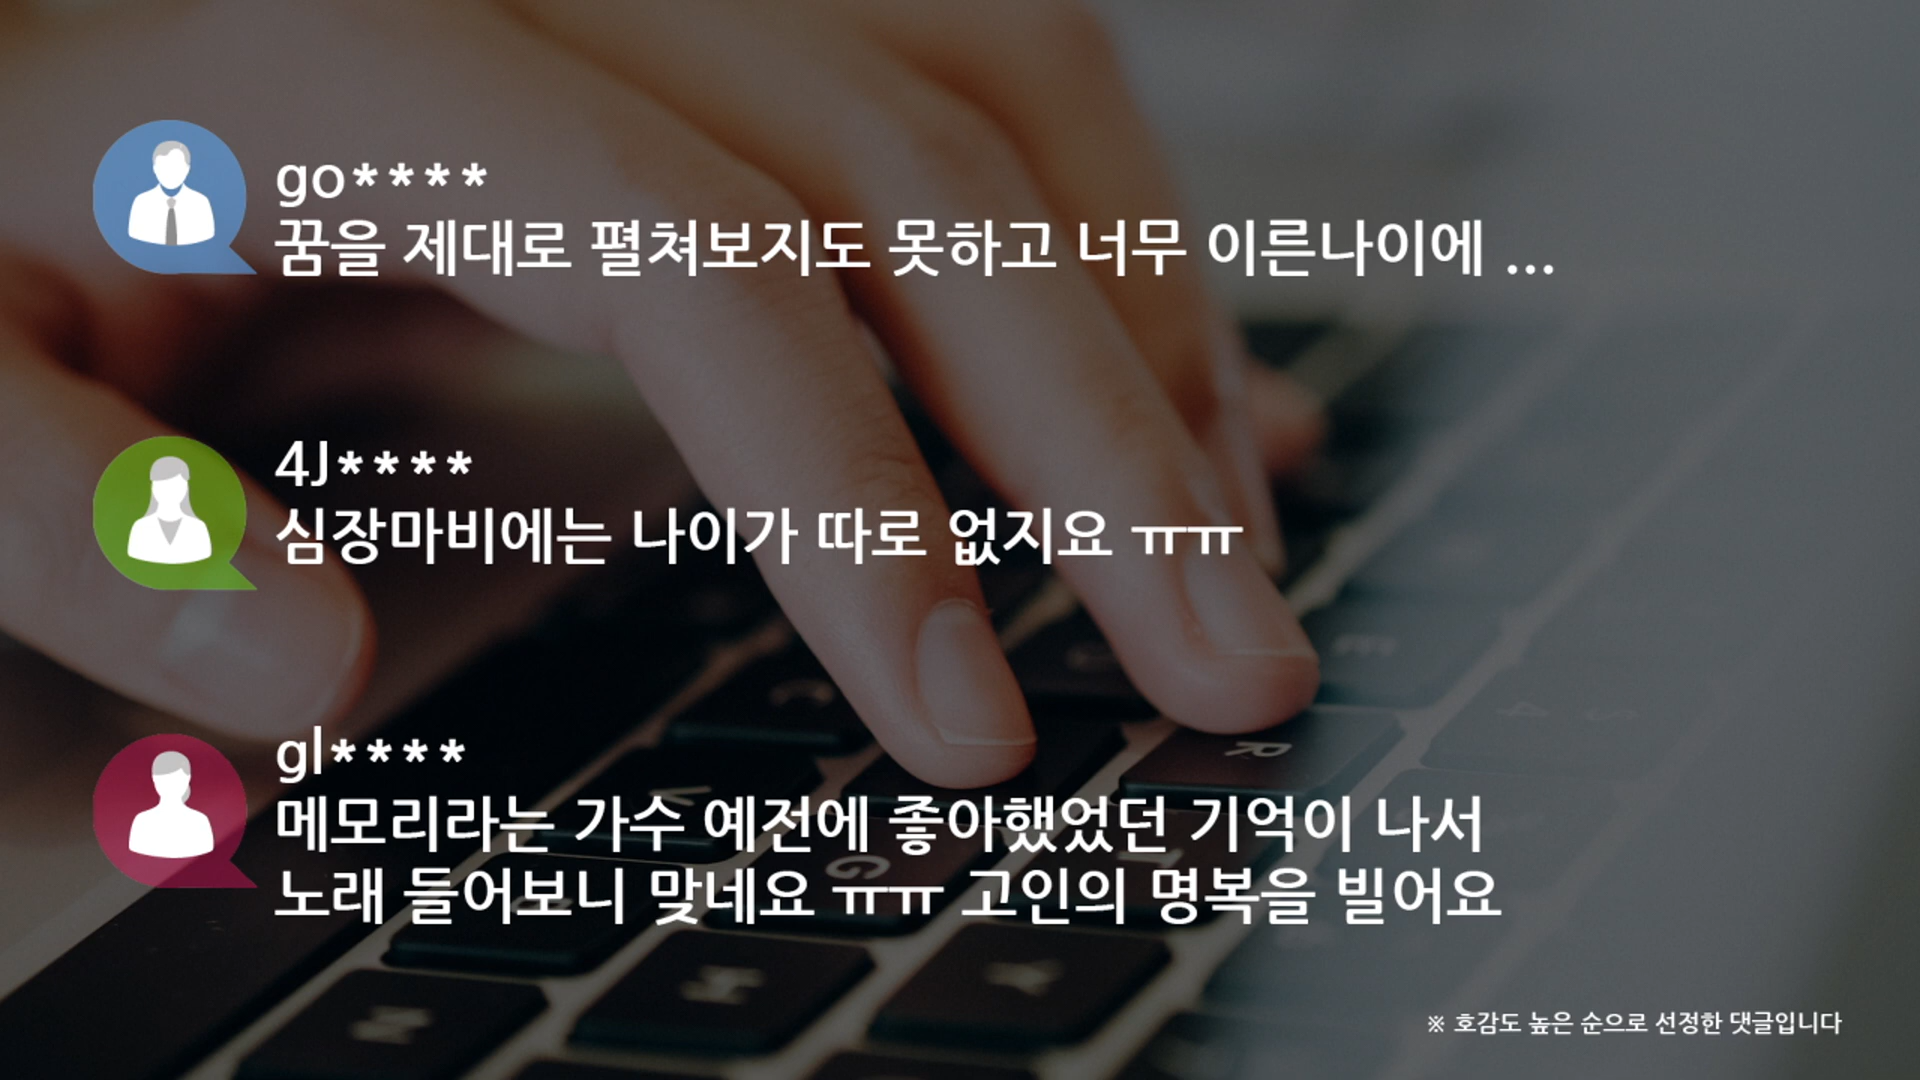 go****
꿈을 제대로 펼쳐보지도 못하고 너무 이른나이에 ...
4J****
심장마비에는 나이가 따로 없지요 ㅠㅠ
gl****
메모리라는 가수 예전에 좋아했었던 기억이 나서
노래 들어보니 맞네요 ㅠㅠ 고인의 명복을 빌어요
※ 호감도 높은 순으로 선정한 댓글입니다